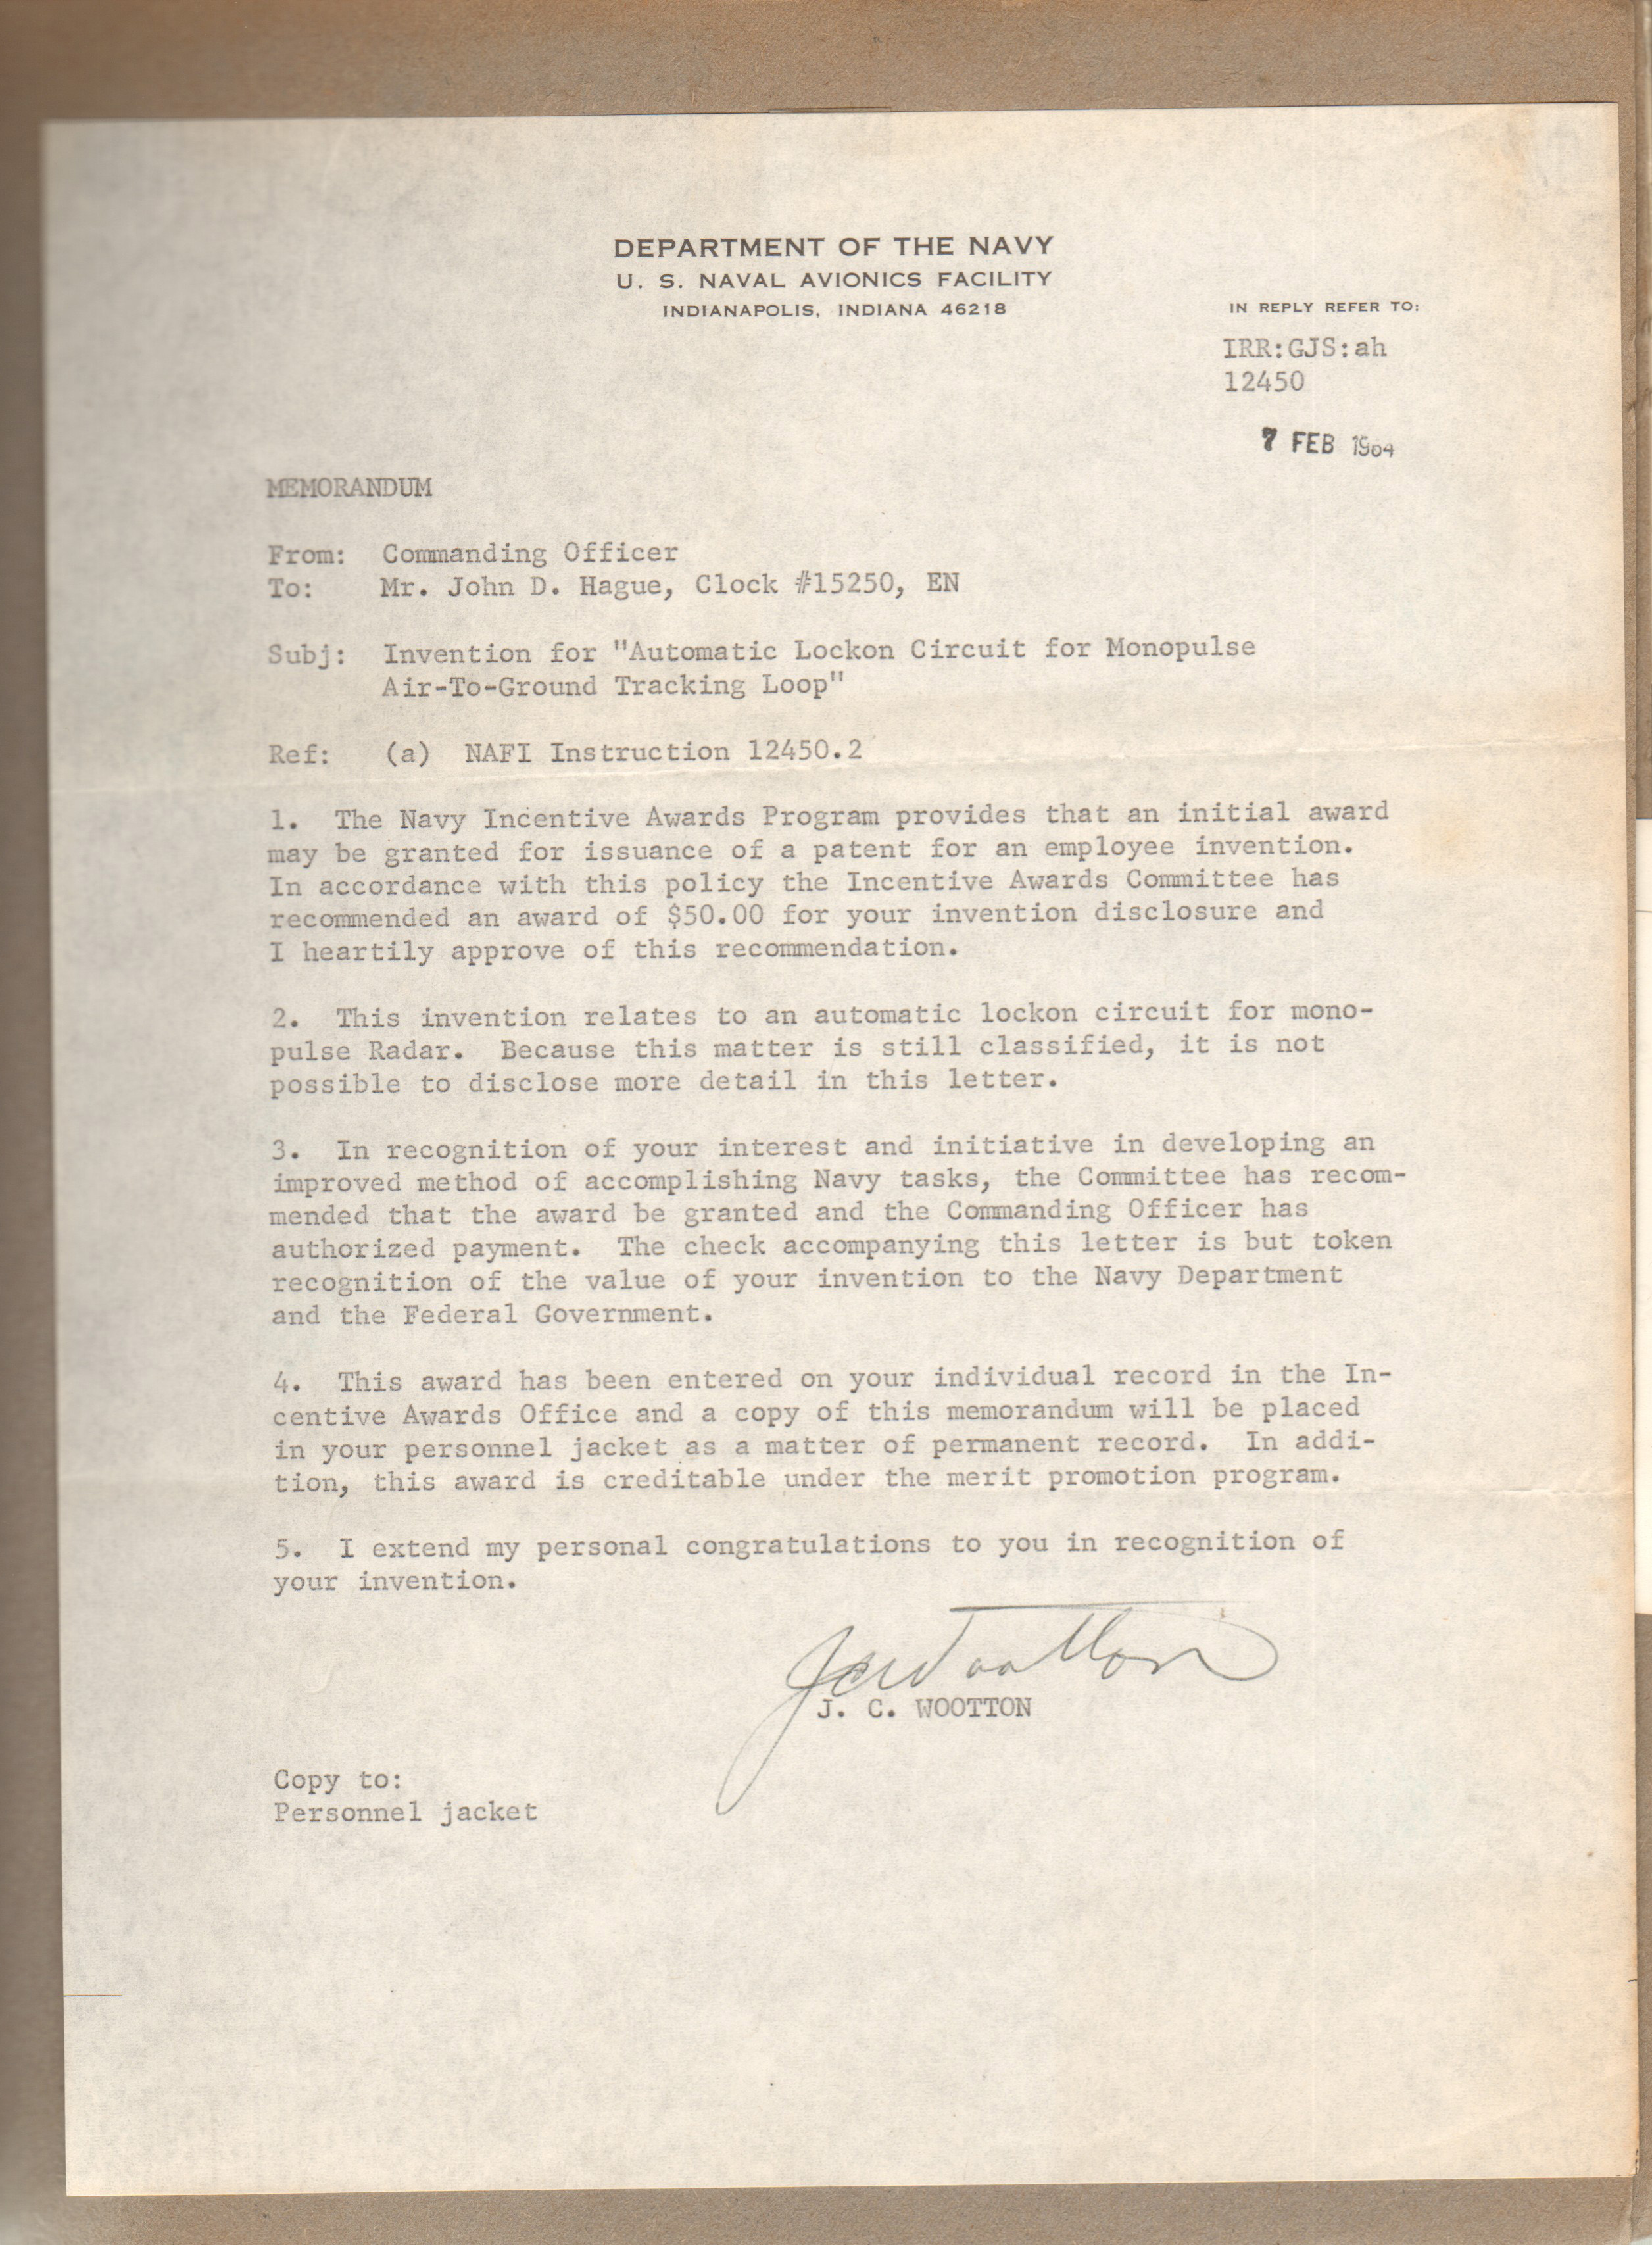 DEPARTMENT OF THE NAVY
U. S. NAVAL AVIONICS FACILITY
INDIANAPOLIS, INDIANA 46218
IN REPLY REFER TO:
IRR:GJS:ah
12450
7 FEB 1964
MEMORANDUM
From: Commanding Officer
To: Mr. John D. Hague, Clock #15250, EN
Subj: Invention for "Automatic Lockon Circuit for Monopulse
Air-To-Ground Tracking Loop"
Ref: (a) NAFI Instruction 12450.2
1. The Navy Incentive Awards Program provides that an initial award
may be granted for issuance of a patent for an employee invention.
In accordance with this policy the Incentive Awards Committee has
recommended an award of $50.00 for your invention disclosure and
I heartily approve of this recommendation.
2. This invention relates to an automatic lockon circuit for mono-
pulse Radar. Because this matter is still classified, it is not
possible to disclose more detail in this letter.
3. In recognition of your interest and initiative in developing an
improved method of accomplishing Navy tasks, the Committee has recom-
mended that the award be granted and the Commanding Officer has
authorized payment. The check accompanying this letter is but token
recognition of the value of your invention to the Navy Department
and the Federal Government.
4. This award has been entered on your individual record in the In-
centive Awards Office and a copy of this memorandum will be placed
in your personnel jacket as a matter of permanent record. In addi-
tion, this award is creditable under the merit promotion program.
5. I extend my personal congratulations to you in recognition of
your invention.
JCWootton
J. C. WOOTTON
Copy to:
Personnel jacket